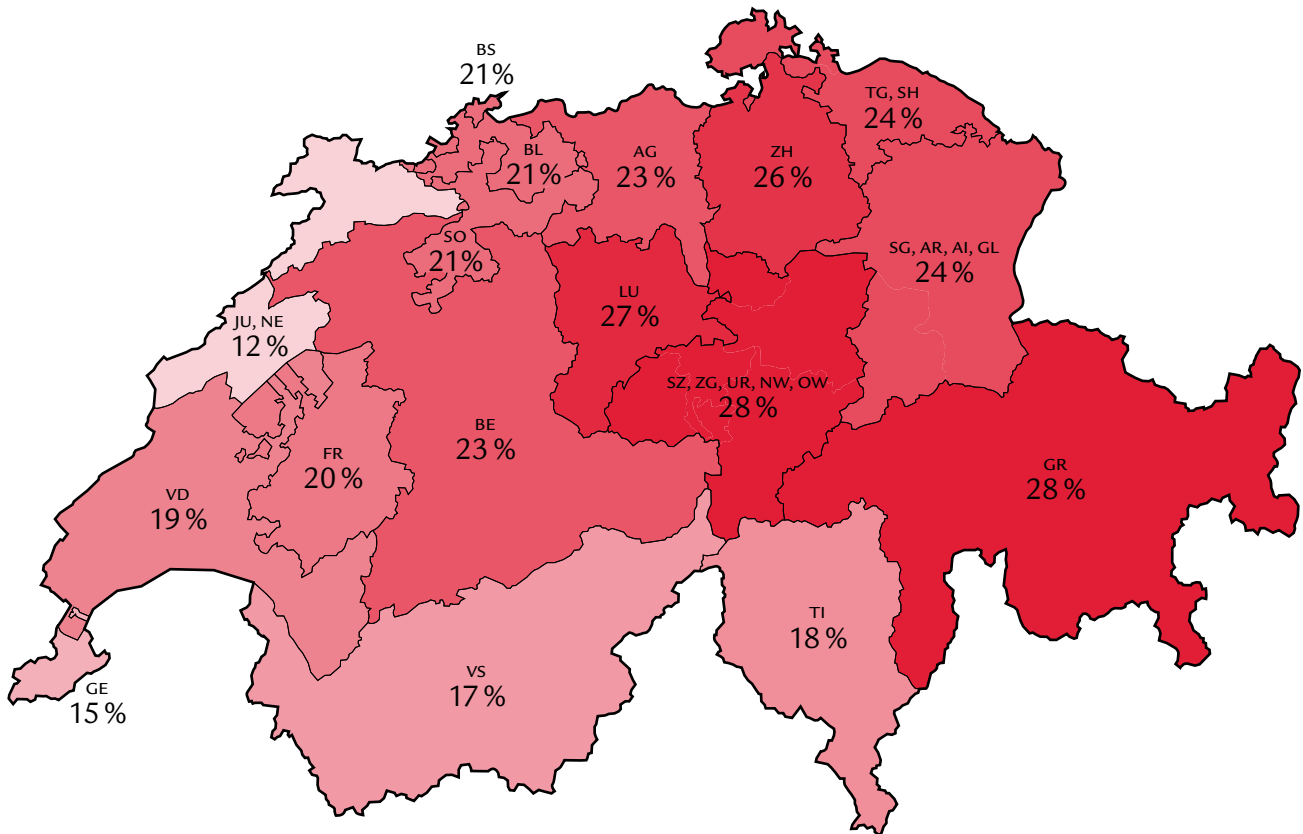 BS
21 %
TG, SH
24 %
BL
21 %
AG
23 %
ZH
26 %
SO
21 %
SG, AR, AI, GL
24 %
LU
27 %
JU, NE
12 %
SZ, ZG, UR, NW, OW
28 %
BE
23 %
FR
20 %
GR
28 %
VD
19 %
TI
18 %
VS
17 %
GE
15 %